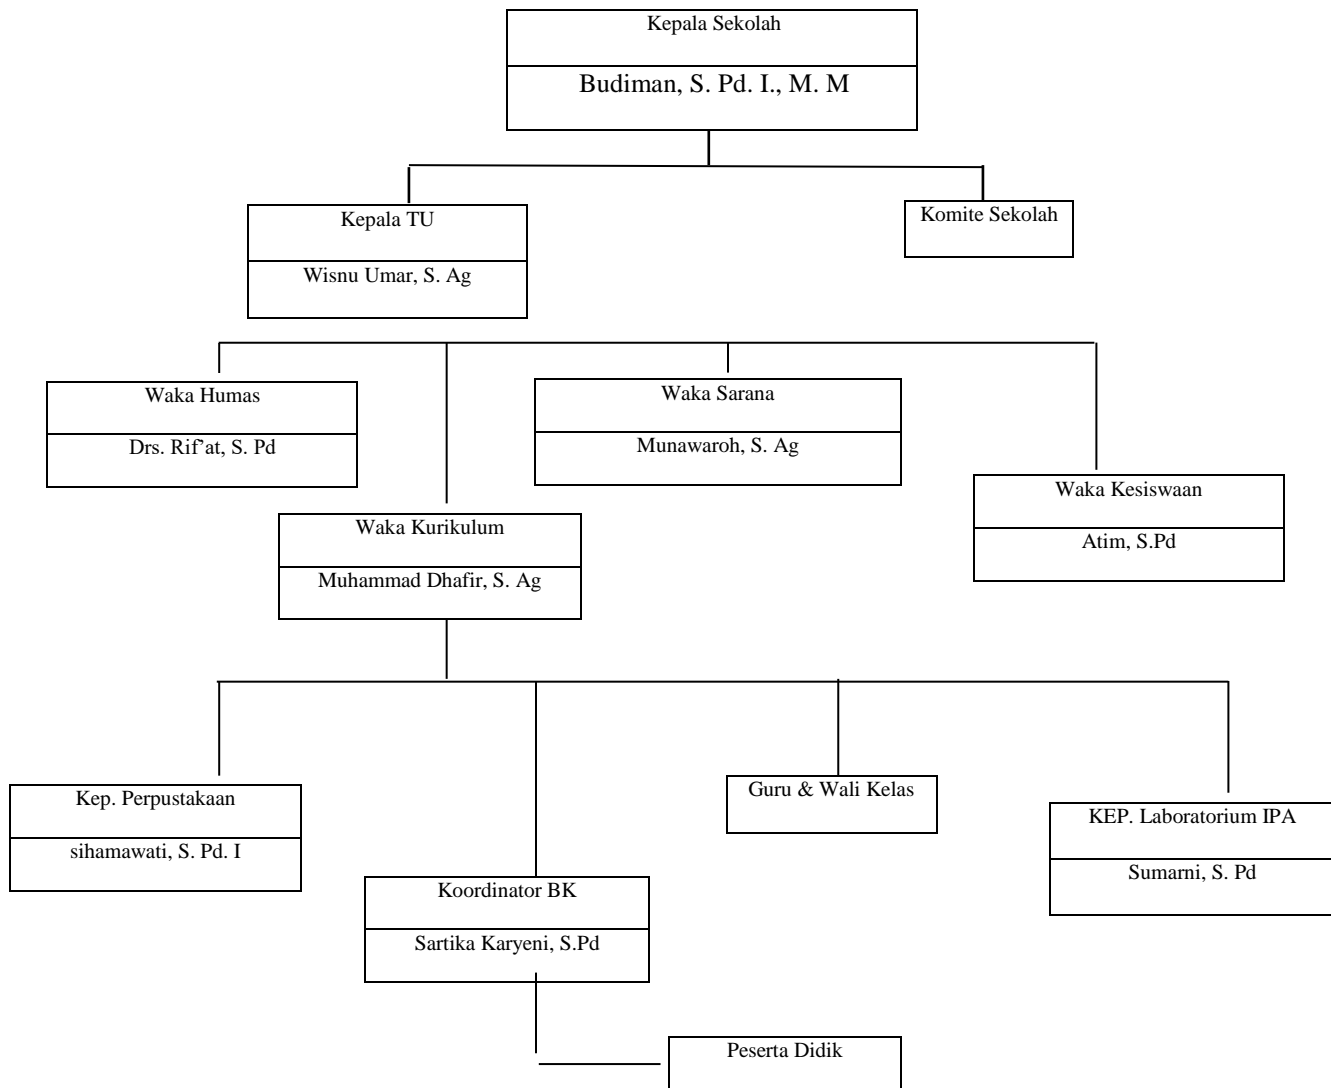 Kepala Sekolah
Budiman, S. Pd. I., M. M
Kepala TU
Wisnu Umar, S. Ag
Komite Sekolah
Waka Humas
Drs. Rif’at, S. Pd
Waka Sarana
Munawaroh, S. Ag
Waka Kesiswaan
Atim, S.Pd
Waka Kurikulum
Muhammad Dhafir, S. Ag
Kep. Perpustakaan
sihamawati, S. Pd. I
Guru & Wali Kelas
KEP. Laboratorium IPA
Sumarni, S. Pd
Koordinator BK
Sartika Karyeni, S.Pd
Peserta Didik